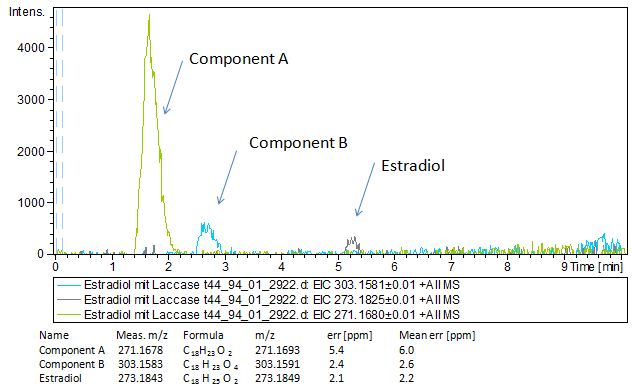 Intens.
4000
3000
2000
1000
0
Component A
Component B
Estradiol
0 1 2 3 4 5 6 7 8 9 Time [min]
Estradiol mit Laccase t44_94_01_2922.d: EIC 303.1581±0.01 +All MS
Estradiol mit Laccase t44_94_01_2922.d: EIC 273.1825±0.01 +All MS
Estradiol mit Laccase t44_94_01_2922.d: EIC 271.1680±0.01 +All MS
Name Meas. m/z Formula m/z err [ppm] Mean err [ppm]
Component A 271.1678 C18H23O2 271.1693 5.4 6.0
Component B 303.1583 C18H23O4 303.1591 2.4 2.6
Estradiol 273.1843 C18H25O2 273.1849 2.1 2.2